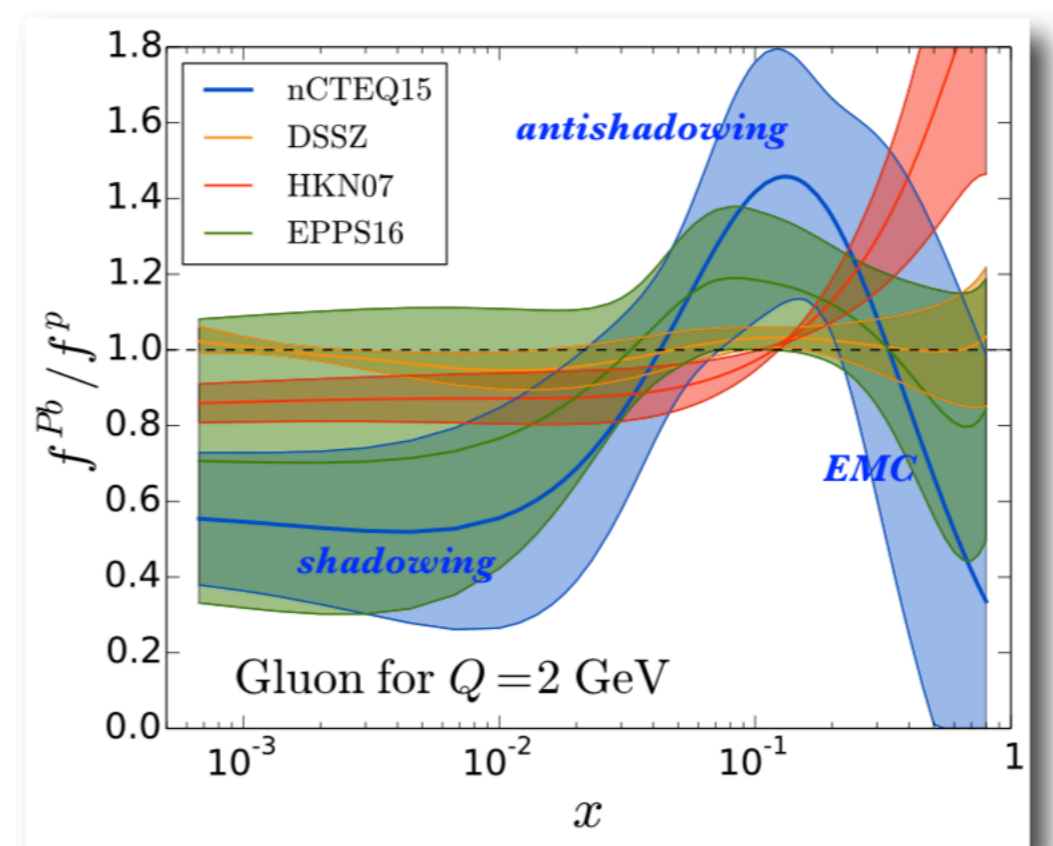 1.8
1.6
1.4
1.2
1.0
0.8
0.6
0.4
0.2
0.0
f^{Pb} / f^{p}
nCTEQ15
DSSZ
HKN07
EPPS16
antishadowing
EMC
shadowing
Gluon for Q = 2 GeV
10^{-3} 10^{-2} 10^{-1} 1
x